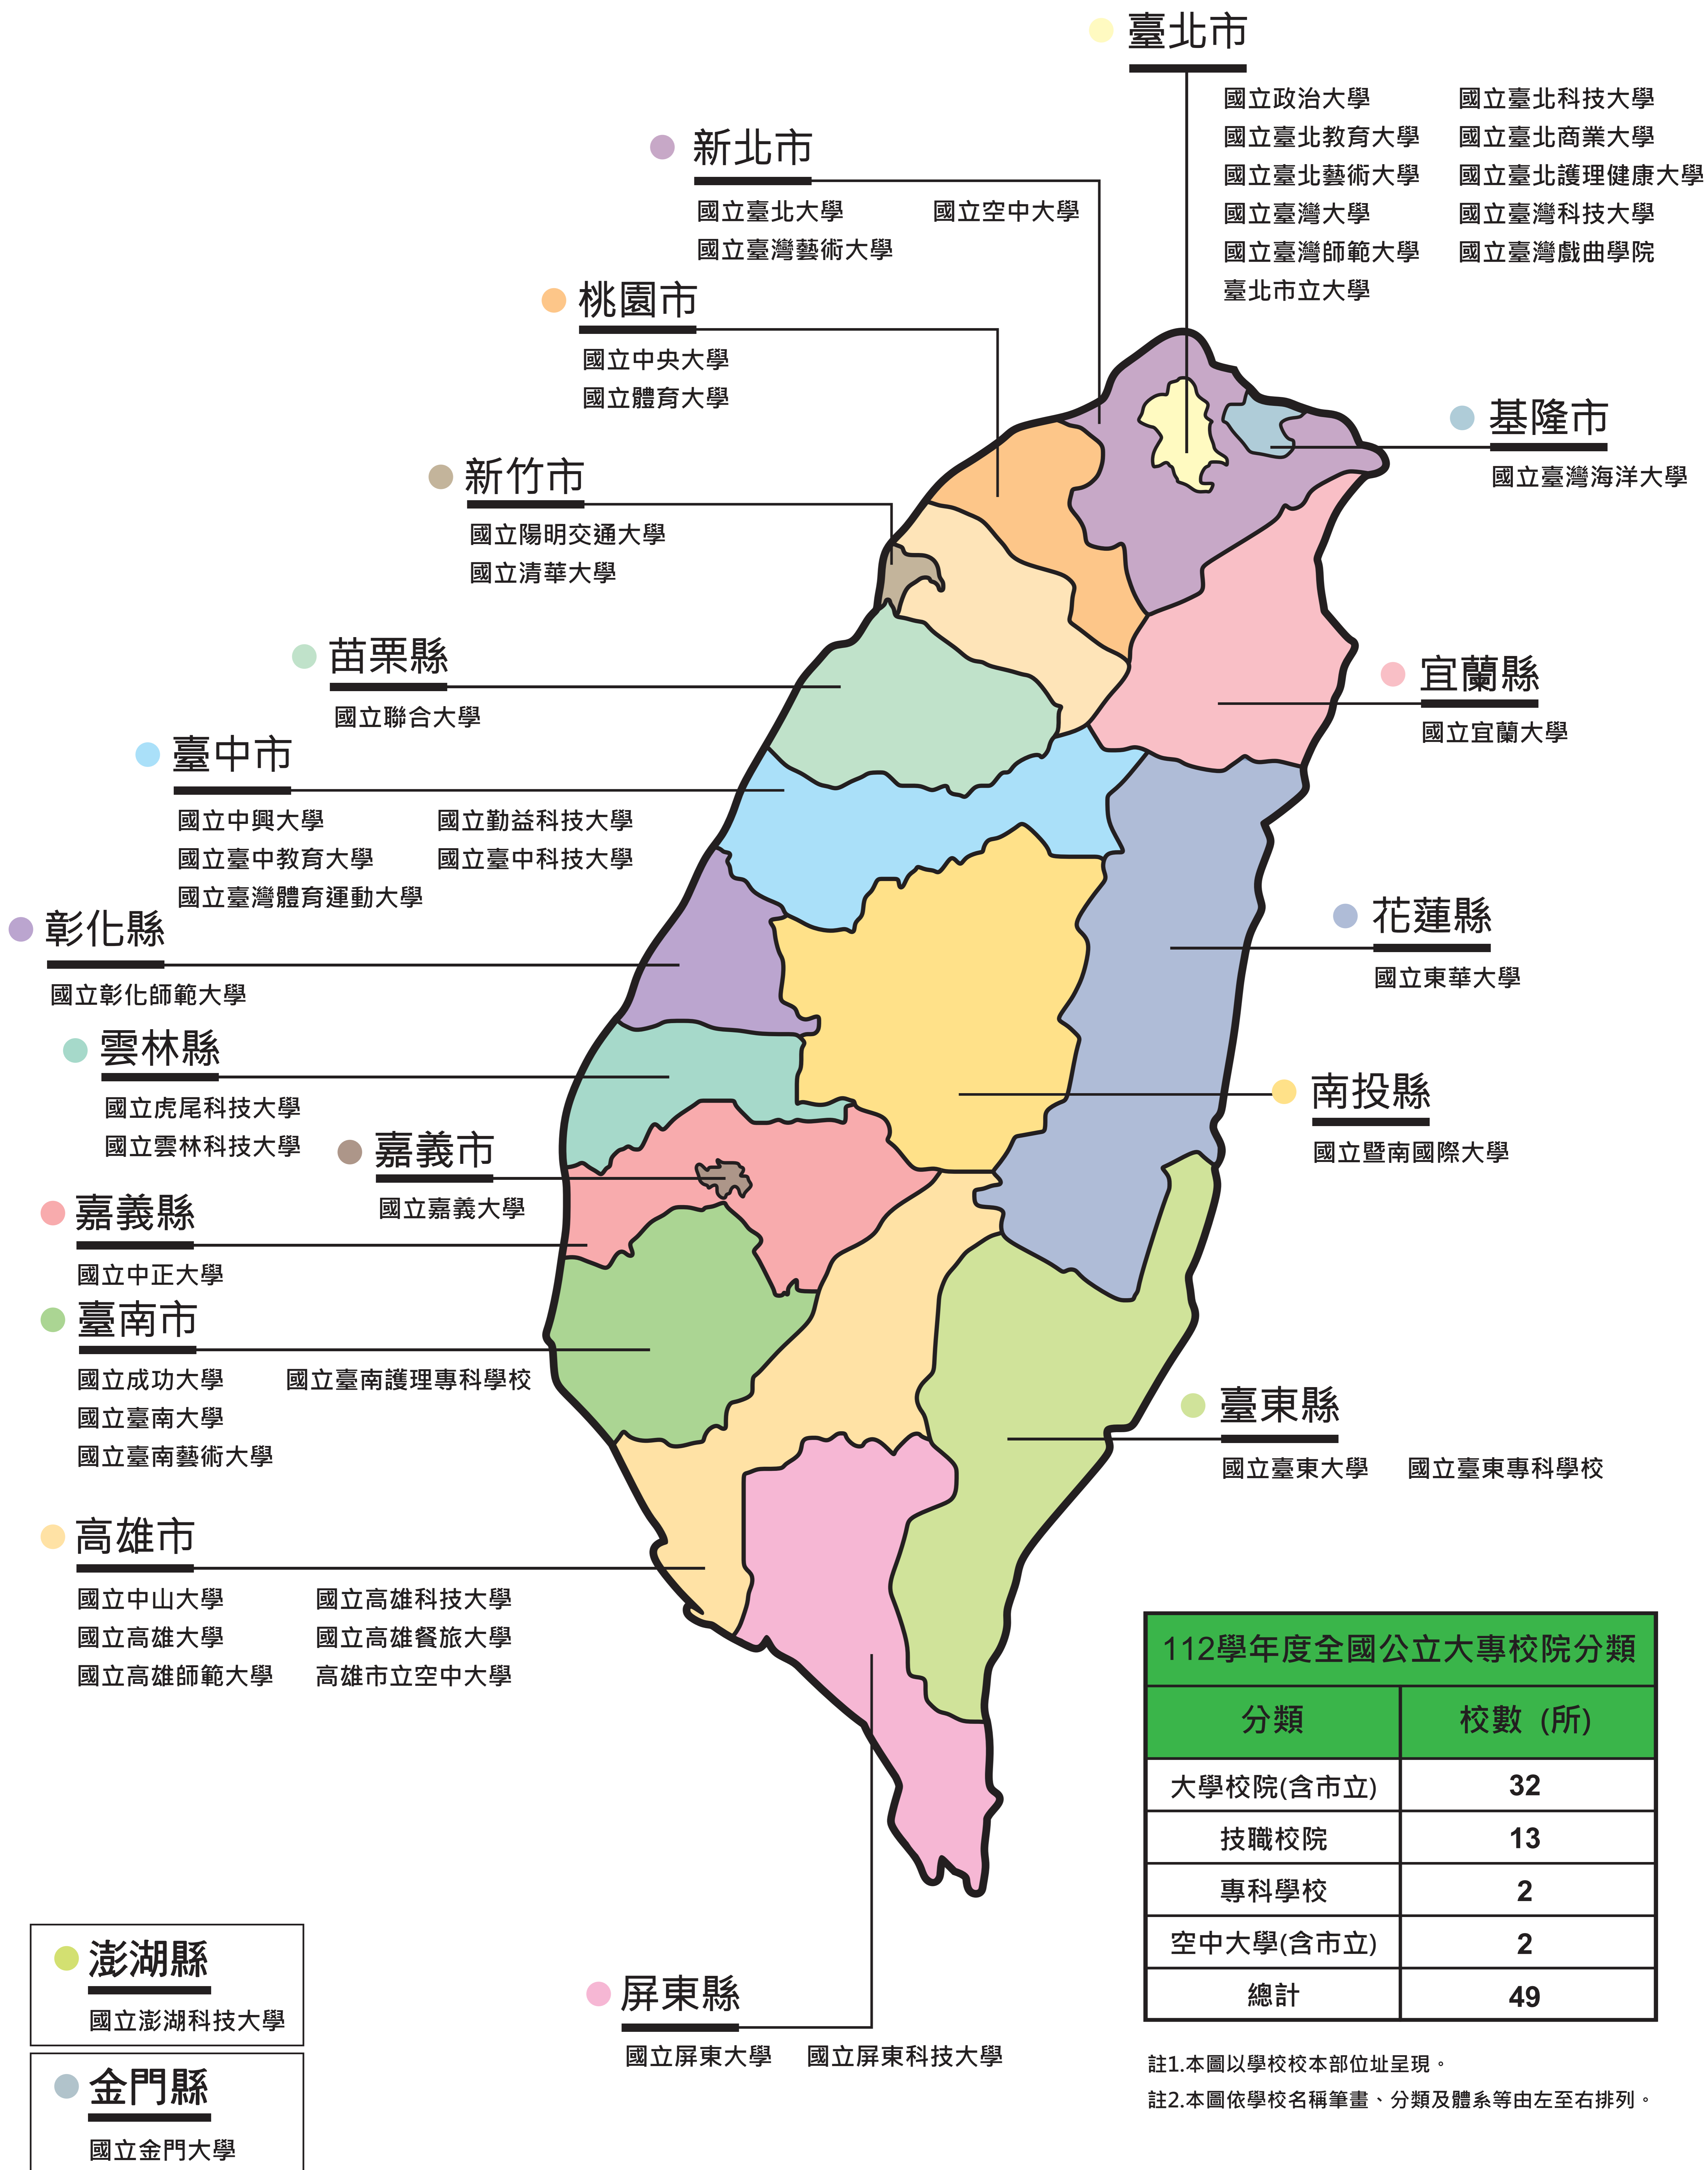 臺北市
國立政治大學 國立臺北科技大學
國立臺北教育大學 國立臺北商業大學
國立臺北藝術大學 國立臺北護理健康大學
國立臺灣大學 國立臺灣科技大學
國立臺灣師範大學 國立臺灣戲曲學院
臺北市立大學
新北市
國立臺北大學 國立空中大學
國立臺灣藝術大學
桃園市
國立中央大學
國立體育大學
基隆市
國立臺灣海洋大學
新竹市
國立陽明交通大學
國立清華大學
苗栗縣
國立聯合大學
宜蘭縣
國立宜蘭大學
臺中市
國立中興大學 國立勤益科技大學
國立臺中教育大學 國立臺中科技大學
國立臺灣體育運動大學
彰化縣
國立彰化師範大學
花蓮縣
國立東華大學
雲林縣
國立虎尾科技大學
國立雲林科技大學
南投縣
國立暨南國際大學
嘉義市
國立嘉義大學
嘉義縣
國立中正大學
臺南市
國立成功大學 國立臺南護理專科學校
國立臺南大學
國立臺南藝術大學
臺東縣
國立臺東大學 國立臺東專科學校
高雄市
國立中山大學 國立高雄科技大學
國立高雄大學 國立高雄餐旅大學
國立高雄師範大學 高雄市立空中大學
112學年度全國公立大專校院分類
分類 校數 (所)
大學校院(含市立) 32
技職校院 13
專科學校 2
空中大學(含市立) 2
總計 49
註1.本圖以學校校本部位址呈現。
註2.本圖依學校名稱筆畫、分類及體系等由左至右排列。
屏東縣
國立屏東大學 國立屏東科技大學
澎湖縣
國立澎湖科技大學
金門縣
國立金門大學